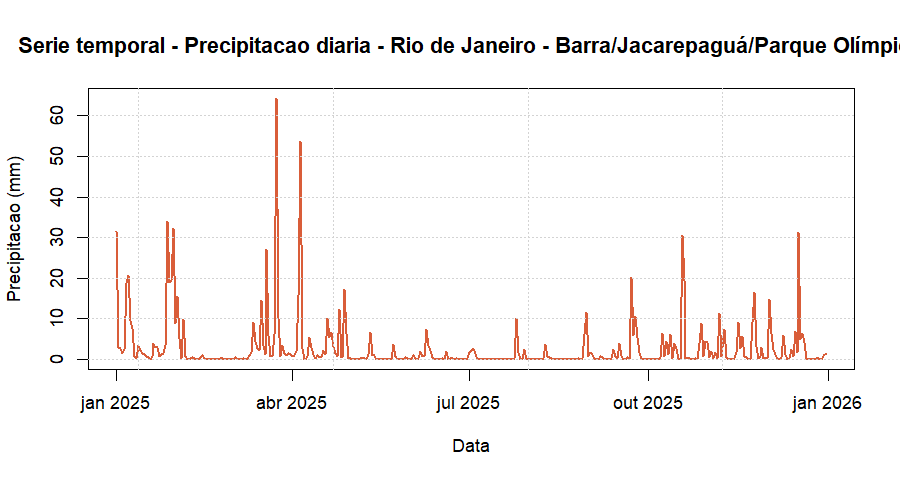 Serie temporal - Precipitacao diaria - Rio de Janeiro - Barra/Jacarepaguá/Parque Olímpic
Precipitacao (mm)
60
50
40
30
20
10
0
jan 2025 abr 2025 jul 2025 out 2025 jan 2026
Data